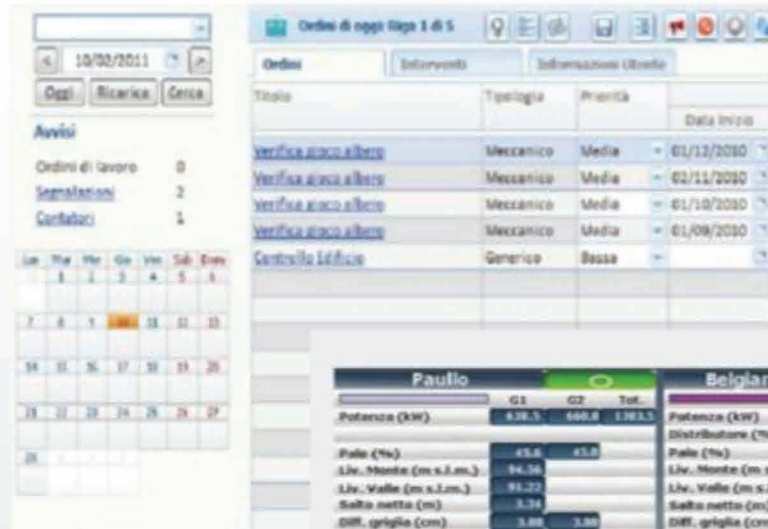 Ordini di oggi: Riga 1 di 5
10/02/2011
Oggi Ricarica Cerca
Ordini Interventi Informazioni Utente
Titolo Tipologia Priorità
Data Inizio
Avvisi
Ordini di lavoro 0
Segnalazioni 2
Contatori 1
Verifica gioco albero Meccanico Media 01/12/2010
Verifica gioco albero Meccanico Media 02/11/2010
Verifica gioco albero Meccanico Media 01/10/2010
Verifica gioco albero Meccanico Media 01/09/2010
Controllo Edificio Generico Bassa
Lun Mar Mer Gio Ven Sab Dom
1 2 3 4 5 6
7 8 9 10 11 12 13
14 15 16 17 18 19 20
21 22 23 24 25 26 27
28
Paullo
G1 G2 Tot.
Potenza (kW) 638.5
Pale (%) 45.6 45.8
Liv. Monte (m s.l.m.) 94.56
Liv. Valle (m s.l.m.) 91.22
Salto netto (m) 3.34
Diff. griglia (cm) 3.00 3.00
Potenza (kW)
Pale (%)
Liv. Monte (m
Liv. Valle (m s
Salto netto (m)
Diff. griglia (cm)